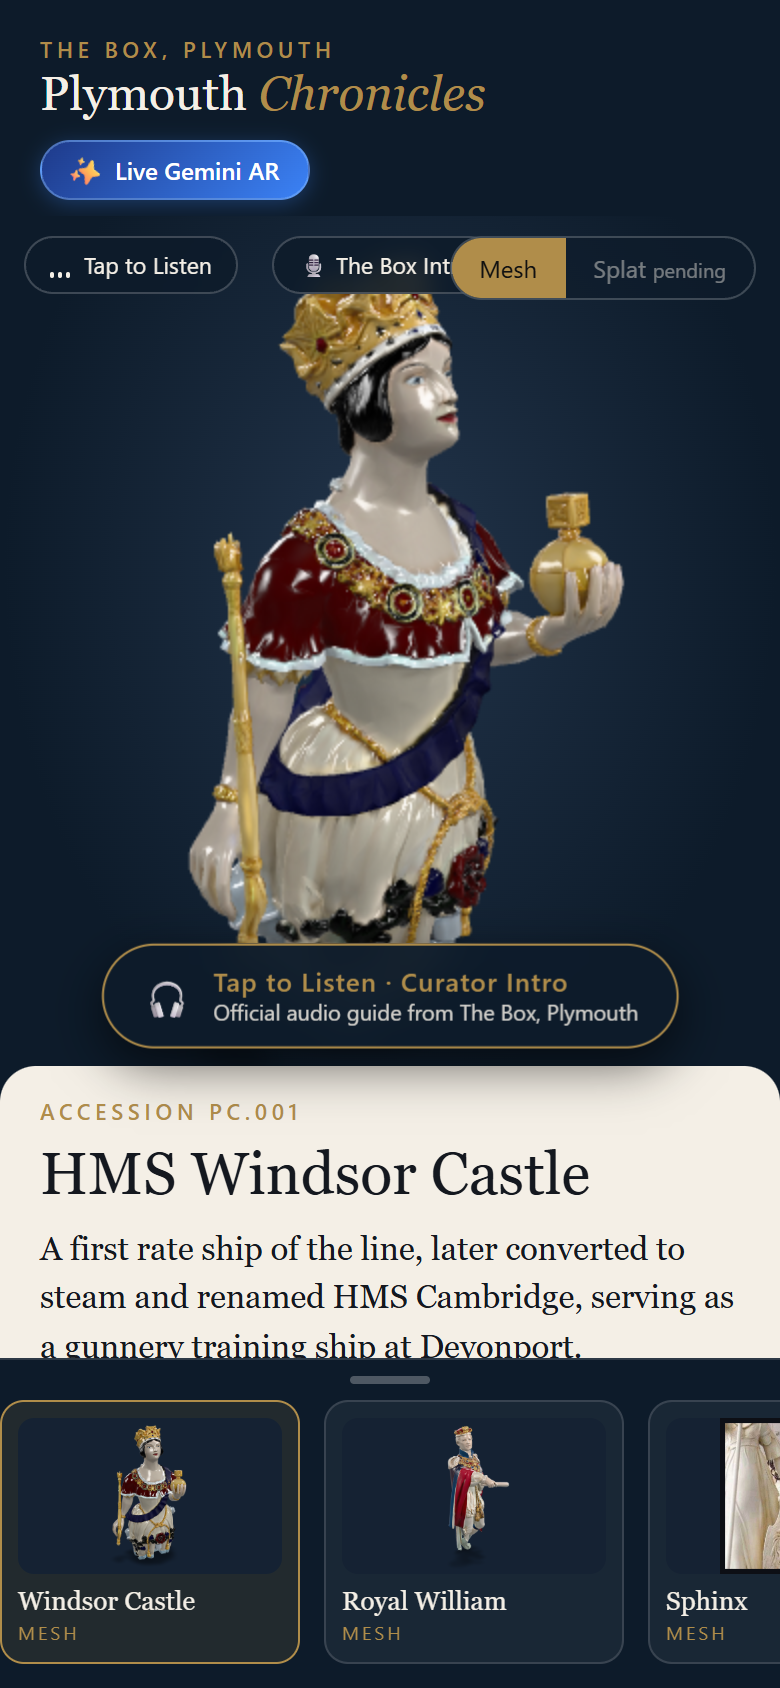 THE BOX, PLYMOUTH
Plymouth Chronicles
Live Gemini AR
... Tap to Listen
The Box Int
Mesh
Splat pending
Tap to Listen · Curator Intro
Official audio guide from The Box, Plymouth
ACCESSION PC.001
HMS Windsor Castle
A first rate ship of the line, later converted to
steam and renamed HMS Cambridge, serving as
a gunnery training ship at Devonport.
Windsor Castle
MESH
Royal William
MESH
Sphinx
MESH